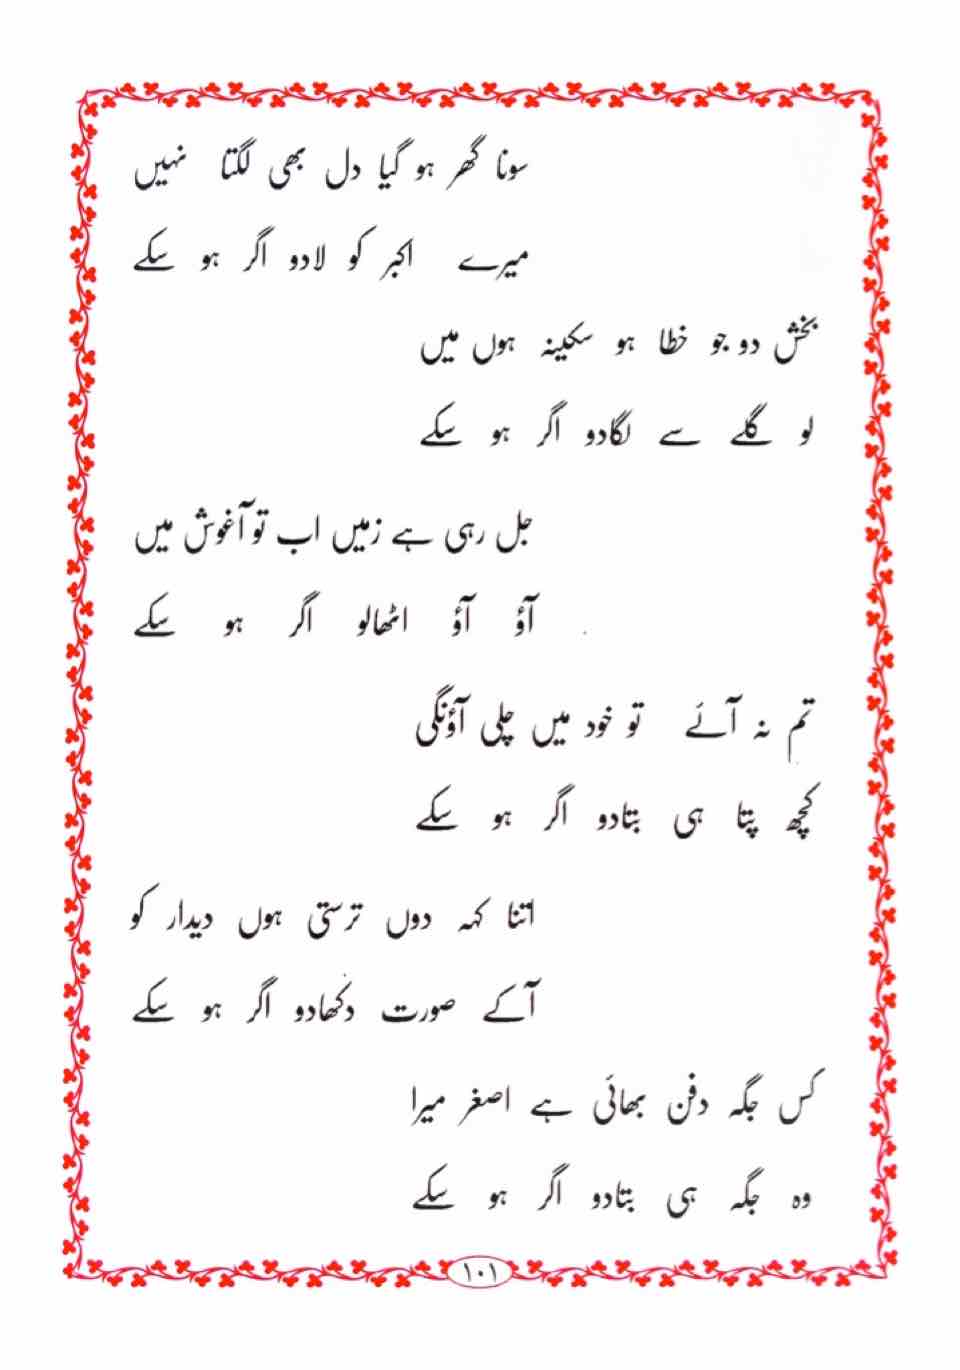 سونا گھر ہو گیا دل بھی لگتا نہیں
میرے اکبر کو لادو اگر ہو سکے
بخش دو جو خطا ہو سکینہ ہوں میں
لو گلے سے لگادو اگر ہو سکے
جل رہی ہے زمیں اب تو آغوش میں
آؤ آؤ اٹھالو اگر ہو سکے
تم نہ آئے تو خود میں چلی آؤنگی
کچھ پتا ہی بتادو اگر ہو سکے
اتنا کہہ دوں ترستی ہوں دیدار کو
آکے صورت دکھادو اگر ہو سکے
کس جگہ دفن بھائی ہے اصغر میرا
وہ جگہ ہی بتادو اگر ہو سکے
۱۰۱